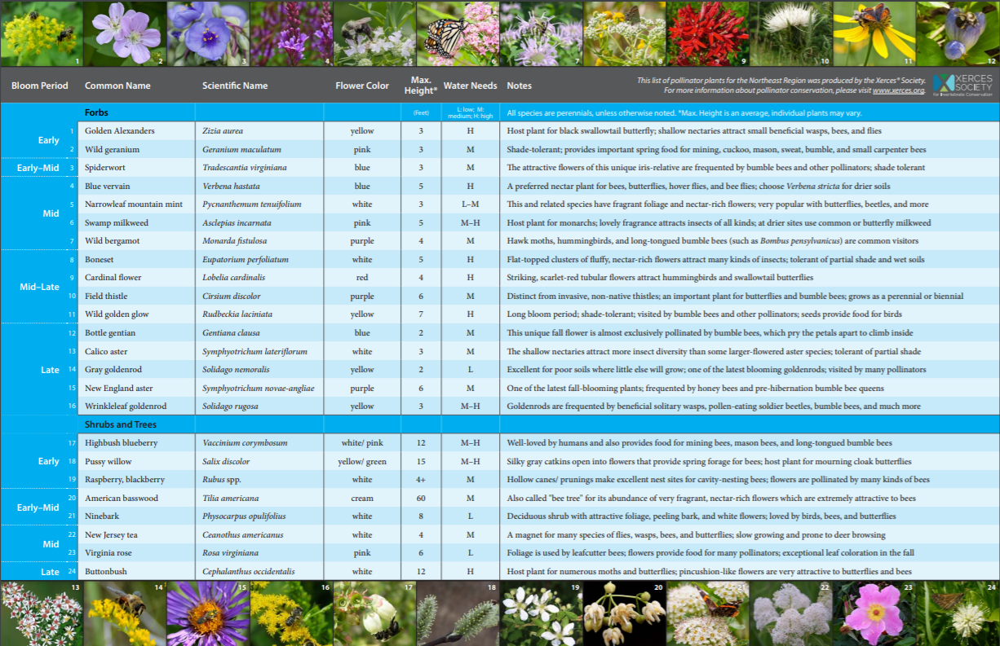 1 2 3 4 5 6 7 8 9 10 11 12
Bloom Period Common Name Scientific Name Flower Color Max. Height* Water Needs Notes
This list of pollinator plants for the Northeast Region was produced by the Xerces® Society.
For more information about pollinator conservation, please visit www.xerces.org.
XERCES
SOCIETY
for Invertebrate Conservation
Forbs (Feet) L: low; M: medium; H: high All species are perennials, unless otherwise noted. *Max. Height is an average, individual plants may vary.
Early
1 Golden Alexanders Zizia aurea yellow 3 H Host plant for black swallowtail butterfly; shallow nectaries attract small beneficial wasps, bees, and flies
2 Wild geranium Geranium maculatum pink 3 M Shade-tolerant; provides important spring food for mining, cuckoo, mason, sweat, bumble, and small carpenter bees
Early–Mid 3 Spiderwort Tradescantia virginiana blue 3 M The attractive flowers of this unique iris-relative are frequented by bumble bees and other pollinators; shade tolerant
Mid
4 Blue vervain Verbena hastata blue 5 H A preferred nectar plant for bees, butterflies, hover flies, and bee flies; choose Verbena stricta for drier soils
5 Narrowleaf mountain mint Pycnanthemum tenuifolium white 3 L–M This and related species have fragrant foliage and nectar-rich flowers; very popular with butterflies, beetles, and more
6 Swamp milkweed Asclepias incarnata pink 5 M–H Host plant for monarchs; lovely fragrance attracts insects of all kinds; at drier sites use common or butterfly milkweed
7 Wild bergamot Monarda fistulosa purple 4 M Hawk moths, hummingbirds, and long-tongued bumble bees (such as Bombus pensylvanicus) are common visitors
Mid–Late
8 Boneset Eupatorium perfoliatum white 5 H Flat-topped clusters of fluffy, nectar-rich flowers attract many kinds of insects; tolerant of partial shade and wet soils
9 Cardinal flower Lobelia cardinalis red 4 H Striking, scarlet-red tubular flowers attract hummingbirds and swallowtail butterflies
10 Field thistle Cirsium discolor purple 6 M Distinct from invasive, non-native thistles; an important plant for butterflies and bumble bees; grows as a perennial or biennial
11 Wild golden glow Rudbeckia laciniata yellow 7 H Long bloom period; shade-tolerant; visited by bumble bees and other pollinators; seeds provide food for birds
Late
12 Bottle gentian Gentiana clausa blue 2 M This unique fall flower is almost exclusively pollinated by bumble bees, which pry the petals apart to climb inside
13 Calico aster Symphyotrichum lateriflorum white 3 M The shallow nectaries attract more insect diversity than some larger-flowered aster species; tolerant of partial shade
14 Gray goldenrod Solidago nemoralis yellow 2 L Excellent for poor soils where little else will grow; one of the latest blooming goldenrods; visited by many pollinators
15 New England aster Symphyotrichum novae-angliae purple 6 M One of the latest fall-blooming plants; frequented by honey bees and pre-hibernation bumble bee queens
16 Wrinkleleaf goldenrod Solidago rugosa yellow 3 M–H Goldenrods are frequented by beneficial solitary wasps, pollen-eating soldier beetles, bumble bees, and much more
Shrubs and Trees
Early
17 Highbush blueberry Vaccinium corymbosum white/ pink 12 M–H Well-loved by humans and also provides food for mining bees, mason bees, and long-tongued bumble bees
18 Pussy willow Salix discolor yellow/ green 15 M–H Silky gray catkins open into flowers that provide spring forage for bees; host plant for mourning cloak butterflies
19 Raspberry, blackberry Rubus spp. white 4+ M Hollow canes/ prunings make excellent nest sites for cavity-nesting bees; flowers are pollinated by many kinds of bees
Early–Mid
20 American basswood Tilia americana cream 60 M Also called "bee tree" for its abundance of very fragrant, nectar-rich flowers which are extremely attractive to bees
21 Ninebark Physocarpus opulifolius white 8 L Deciduous shrub with attractive foliage, peeling bark, and white flowers; loved by birds, bees, and butterflies
Mid
22 New Jersey tea Ceanothus americanus white 4 M A magnet for many species of flies, wasps, bees, and butterflies; slow growing and prone to deer browsing
23 Virginia rose Rosa virginiana pink 6 L Foliage is used by leafcutter bees; flowers provide food for many pollinators; exceptional leaf coloration in the fall
Late 24 Buttonbush Cephalanthus occidentalis white 12 H Host plant for numerous moths and butterflies; pincushion-like flowers are very attractive to butterflies and bees
13 14 15 16 17 18 19 20 21 22 23 24